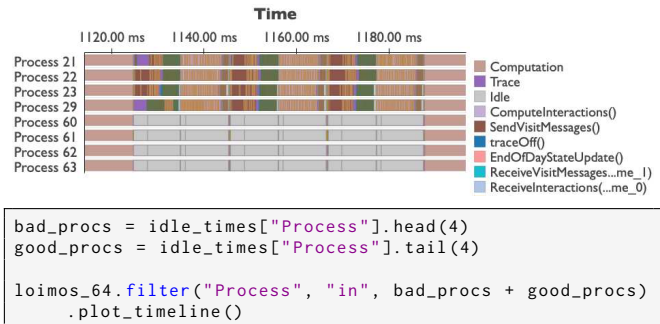 Time
1120.00 ms 1140.00 ms 1160.00 ms 1180.00 ms
Process 21
Process 22
Process 23
Process 29
Process 60
Process 61
Process 62
Process 63
Computation
Trace
Idle
ComputeInteractions()
SendVisitMessages()
traceOff()
EndOfDayStateUpdate()
ReceiveVisitMessages...me_1)
ReceiveInteractions(...me_0)
bad_procs = idle_times["Process"].head(4)
good_procs = idle_times["Process"].tail(4)
loimos_64.filter("Process", "in", bad_procs + good_procs)
.plot_timeline()